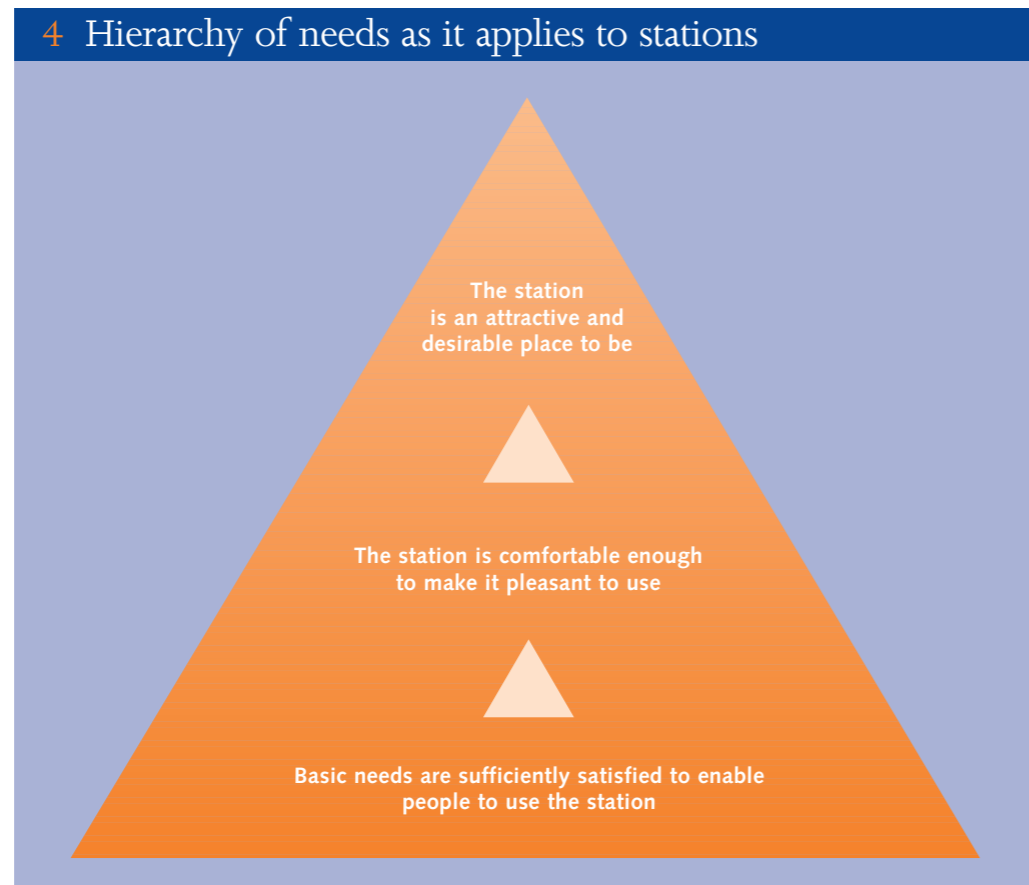 4 Hierarchy of needs as it applies to stations
The station
is an attractive and
desirable place to be
The station is comfortable enough
to make it pleasant to use
Basic needs are sufficiently satisfied to enable
people to use the station